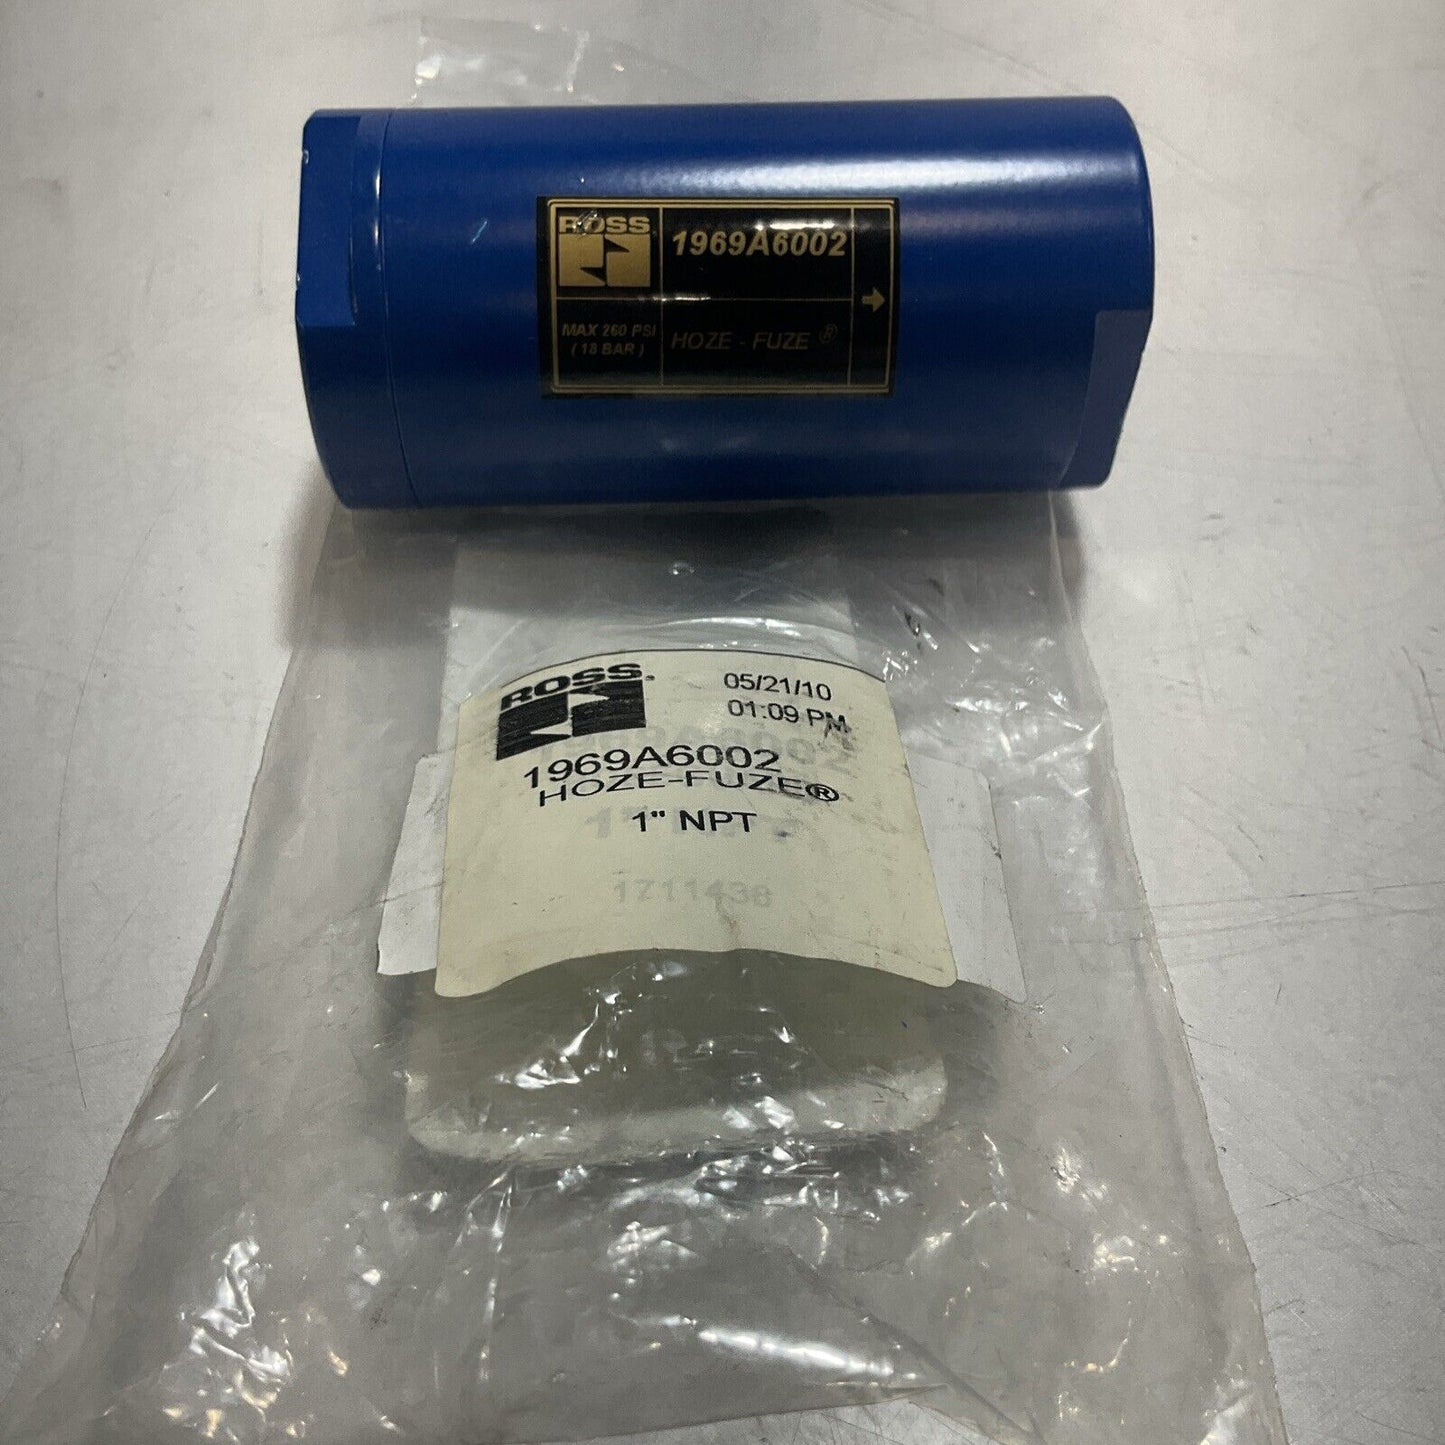 ROSS
1969A6002
MAX 260 PSI
(18 BAR)
HOZE - FUZE ®
ROSS®
05/21/10
01:09 PM
1969A6002
HOZE-FUZE®
1" NPT
1711438